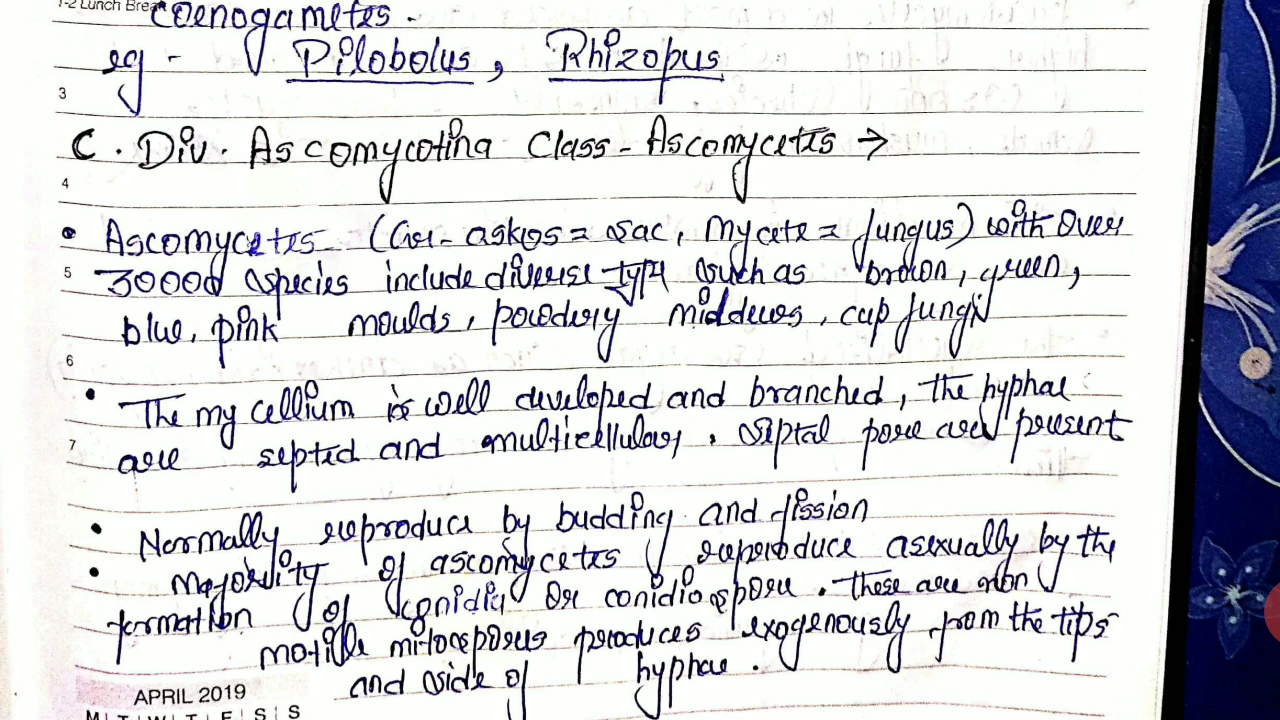 1-2 Lunch Break
coenogametes.
eg - Pilobolus, Rhizopus
3
C. Div. Ascomycotina Class - Ascomycetes →
4
• Ascomycetes (Gr- askos = sac, mycete = fungus) with over
5 30000 species include diverse type such as brown, green,
blue, pink moulds, powdery middews, cup fungi
6
• The mycellium is well developed and branched, the hyphae
7 are septed and multicellular, septal pore are present
• Normally reproduce by budding and fission
• Majority of ascomycetes reproduce asexually by the
formation of conidia or conidiospore. These are non
motile mitospores produces exogenously from the tips
and side of hyphae.
APRIL 2019
M T W T F S S